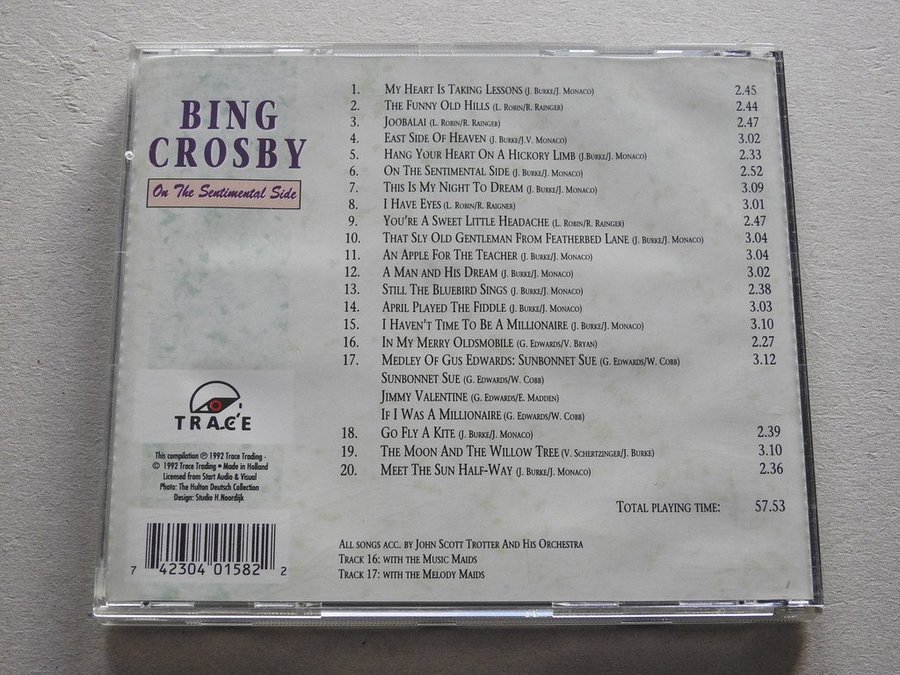 BING
CROSBY
On The Sentimental Side
1. MY HEART IS TAKING LESSONS (J. BURKE/J. MONACO) 2.45
2. THE FUNNY OLD HILLS (L. ROBIN/R. RAINGER) 2.44
3. JOOBALAI (L. ROBIN/R. RAINGER) 2.47
4. EAST SIDE OF HEAVEN (J. BURKE/J.V. MONACO) 3.02
5. HANG YOUR HEART ON A HICKORY LIMB (J.BURKE/J. MONACO) 2.33
6. ON THE SENTIMENTAL SIDE (J. BURKE/J. MONACO) 2.52
7. THIS IS MY NIGHT TO DREAM (J. BURKE/J. MONACO) 3.09
8. I HAVE EYES (L. ROBIN/R. RAIGNER) 3.01
9. YOU'RE A SWEET LITTLE HEADACHE (L. ROBIN/R. RAINGER) 2.47
10. THAT SLY OLD GENTLEMAN FROM FEATHERBED LANE (J. BURKE/J. MONACO) 3.04
11. AN APPLE FOR THE TEACHER (J. BURKE/J. MONACO) 3.04
12. A MAN AND HIS DREAM (J. BURKE/J. MONACO) 3.02
13. STILL THE BLUEBIRD SINGS (J. BURKE/J. MONACO) 2.38
14. APRIL PLAYED THE FIDDLE (J. BURKE/J. MONACO) 3.03
15. I HAVEN'T TIME TO BE A MILLIONAIRE (J. BURKE/J. MONACO) 3.10
16. IN MY MERRY OLDSMOBILE (G. EDWARDS/V. BRYAN) 2.27
17. MEDLEY OF GUS EDWARDS: SUNBONNET SUE (G. EDWARDS/W. COBB) 3.12
SUNBONNET SUE (G. EDWARDS/W. COBB)
JIMMY VALENTINE (G. EDWARDS/E. MADDEN)
IF I WAS A MILLIONAIRE (G. EDWARDS/W. COBB)
18. GO FLY A KITE (J. BURKE/J. MONACO) 2.39
19. THE MOON AND THE WILLOW TREE (V. SCHERTZINGER/J. BURKE) 3.10
20. MEET THE SUN HALF-WAY (J. BURKE/J. MONACO) 2.36
TOTAL PLAYING TIME: 57.53
ALL SONGS ACC. BY JOHN SCOTT TROTTER AND HIS ORCHESTRA
TRACK 16: WITH THE MUSIC MAIDS
TRACK 17: WITH THE MELODY MAIDS
TRACE
This compilation ℗ 1992 Trace Trading -
© 1992 Trace Trading • Made in Holland
Licensed from Start Audio & Visual
Photo: The Hulton Deutsch Collection
Design: Studio H.Noordijk
7 42304 01582 2